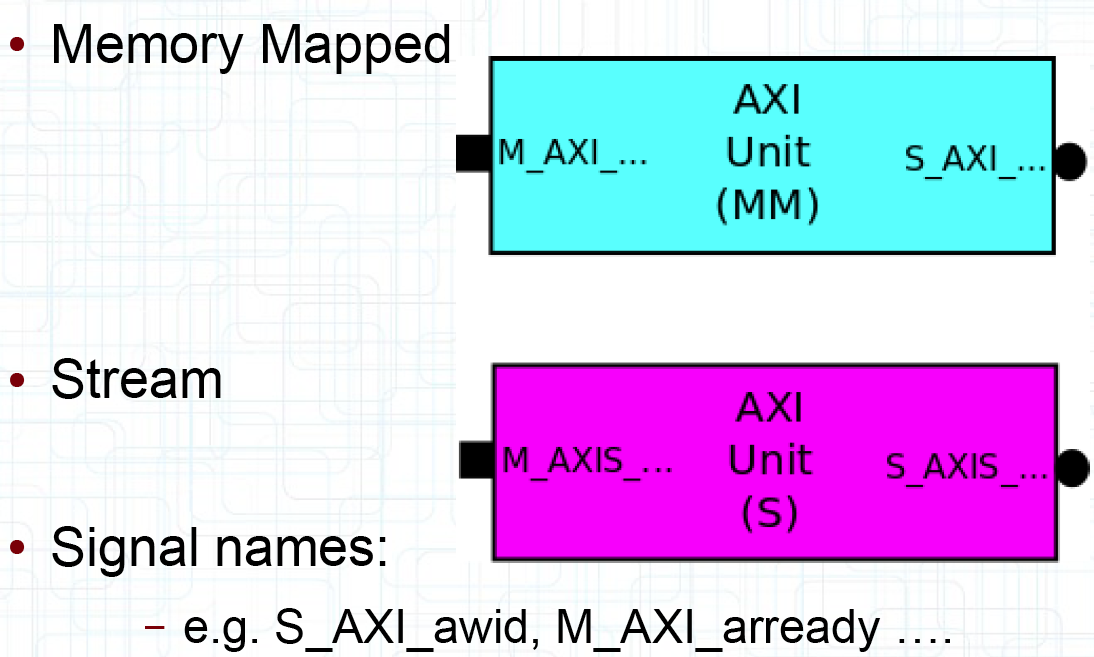 • Memory Mapped
AXI
Unit
(MM)
M_AXI_...
S_AXI_...
• Stream
AXI
Unit
(S)
M_AXIS_...
S_AXIS_...
• Signal names:
– e.g. S_AXI_awid, M_AXI_arready ....